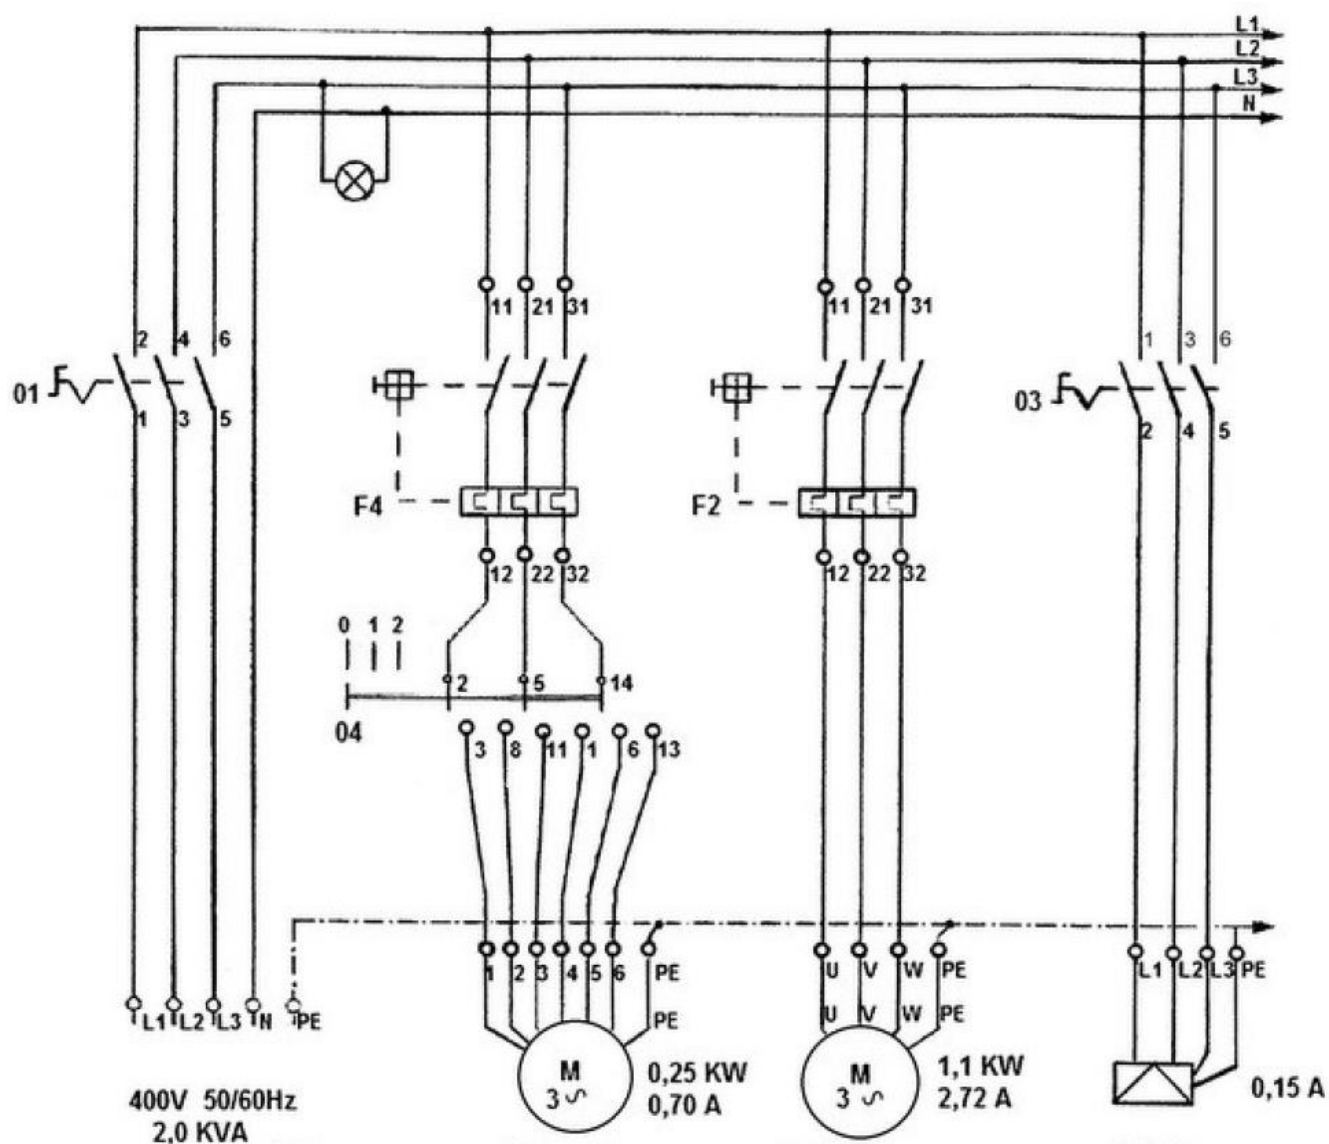 L1
L2
L3
N
11 21 31
11 21 31
2 4 6
1 3 6
01
03
1 3 5
2 4 5
F4
F2
12 22 32
12 22 32
0 1 2
2 5 14
04
3 8 11 1 6 13
1 2 3 4 5 6 PE
U V W PE
L1 L2 L3 PE
L1 L2 L3 N PE
PE
U V W PE
M
3
0,25 KW
0,70 A
M
3
1,1 KW
2,72 A
0,15 A
400V 50/60Hz
2,0 KVA